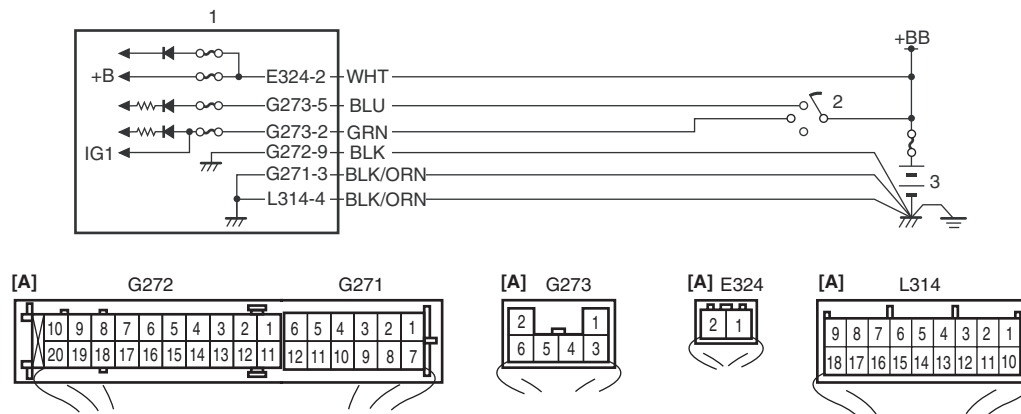 1
+BB
+B
E324-2 WHT
G273-5 BLU 2
G273-2 GRN
IG1 G272-9 BLK
G271-3 BLK/ORN
L314-4 BLK/ORN
3
[A] G272 G271
10 9 8 7 6 5 4 3 2 1 6 5 4 3 2 1
20 19 18 17 16 15 14 13 12 11 12 11 10 9 8 7
[A] G273
2 1
6 5 4 3
[A] E324
2 1
[A] L314
9 8 7 6 5 4 3 2 1
18 17 16 15 14 13 12 11 10